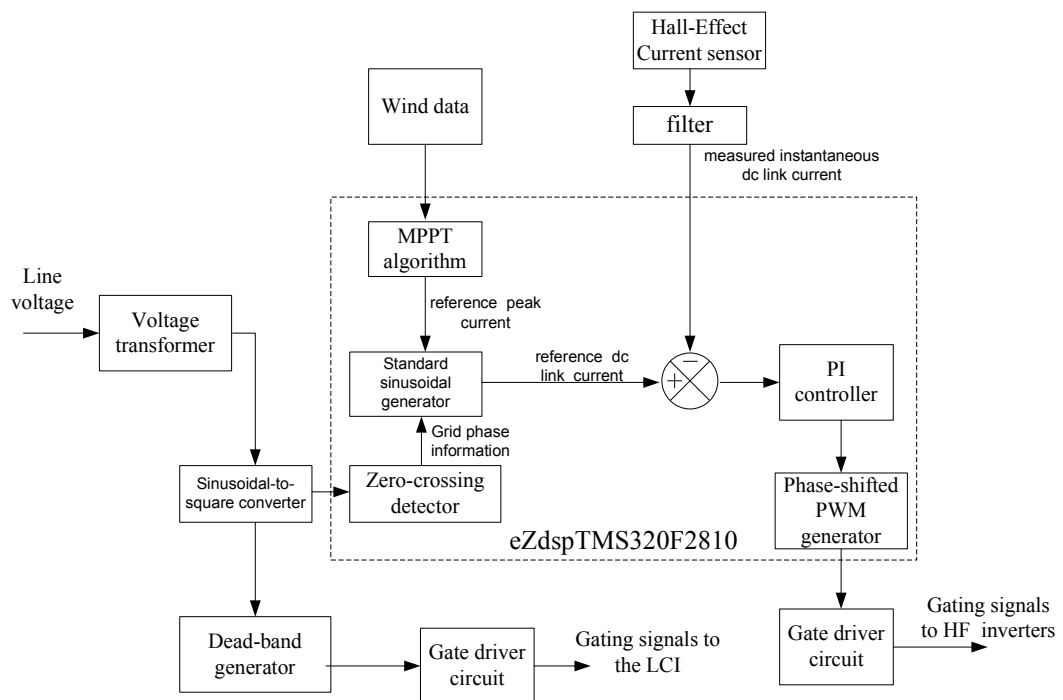 Hall-Effect
Current sensor
Wind data
filter
measured instantaneous
dc link current
MPPT
algorithm
Line
voltage
Voltage
transformer
reference peak
current
Standard
sinusoidal
generator
reference dc
link current
−
+
PI
controller
Grid phase
information
Sinusoidal-to-
square converter
Zero-crossing
detector
Phase-shifted
PWM
generator
eZdspTMS320F2810
Dead-band
generator
Gate driver
circuit
Gating signals to
the LCI
Gate driver
circuit
Gating signals
to HF inverters